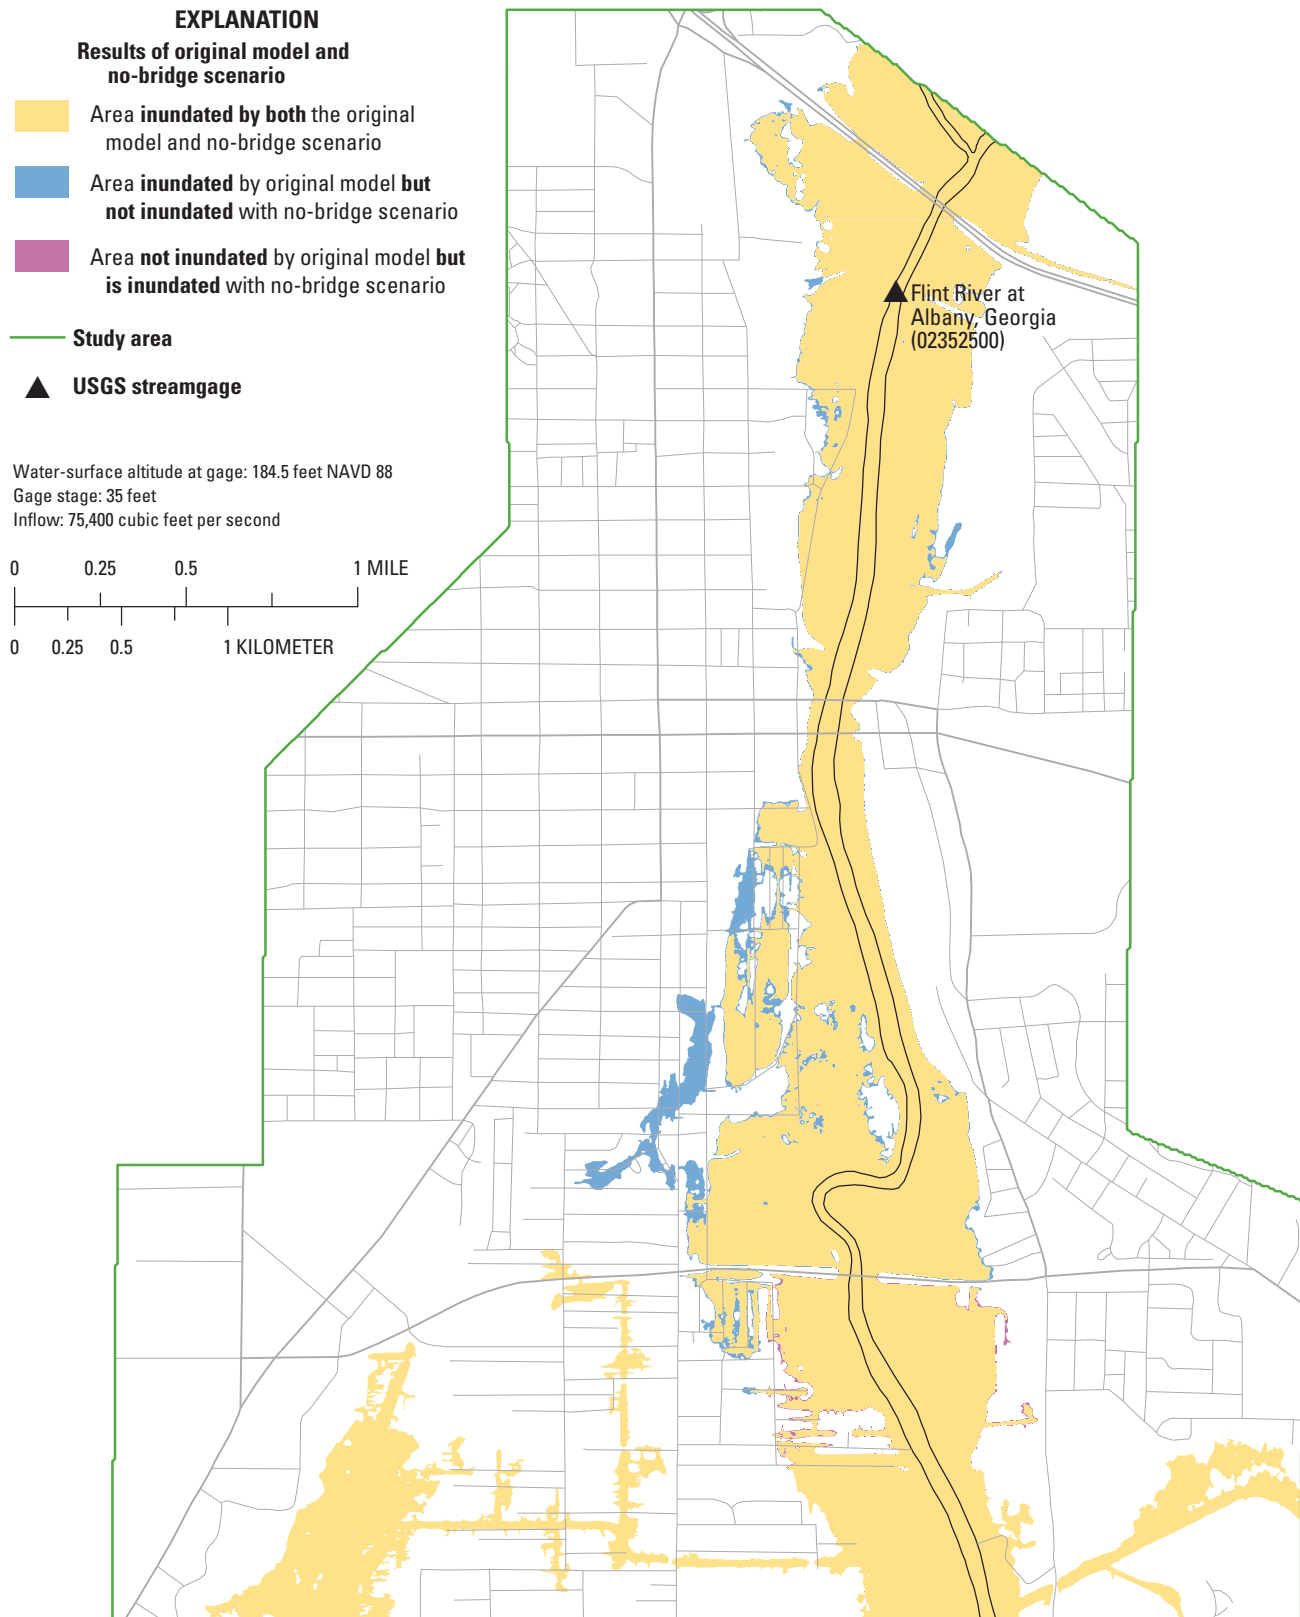 EXPLANATION
Results of original model and
no-bridge scenario
Area inundated by both the original
model and no-bridge scenario
Area inundated by original model but
not inundated with no-bridge scenario
Area not inundated by original model but
is inundated with no-bridge scenario
Study area
USGS streamgage
Water-surface altitude at gage: 184.5 feet NAVD 88
Gage stage: 35 feet
Inflow: 75,400 cubic feet per second
0 0.25 0.5 1 MILE
0 0.25 0.5 1 KILOMETER
Flint River at
Albany, Georgia
(02352500)